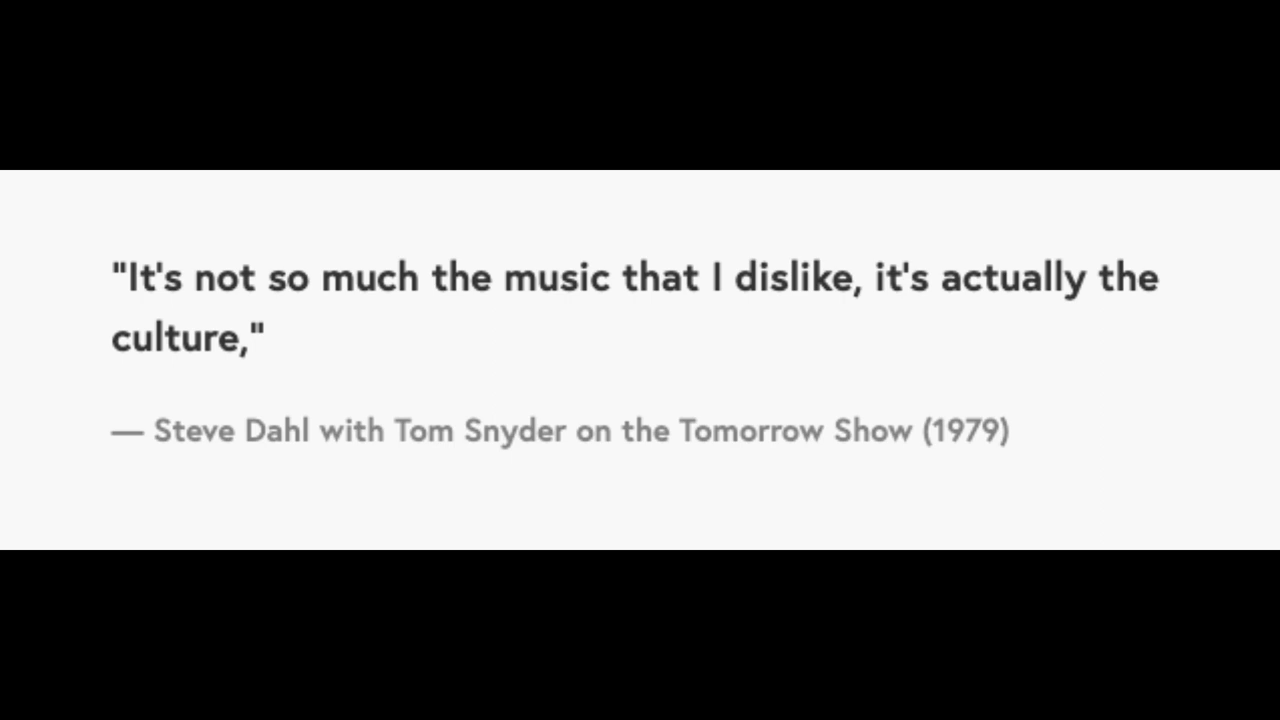 "It's not so much the music that I dislike, it's actually the
culture,"
— Steve Dahl with Tom Snyder on the Tomorrow Show (1979)